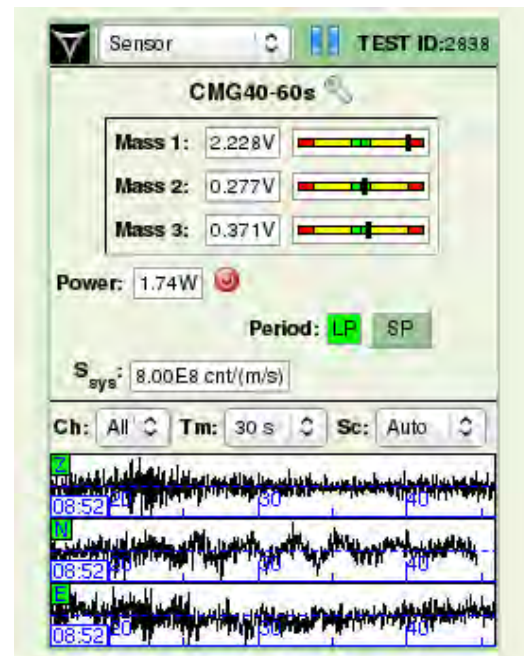 Sensor TEST ID:2838
CMG40-60s
Mass 1: 2.228V
Mass 2: 0.277V
Mass 3: 0.371V
Power: 1.74W
Period: LP SP
Ssys: 8.00E8 cnt/(m/s)
Ch: All Tm: 30 s Sc: Auto
Z
08:52 20 30 40
N
08:52 30 40
E
08:52 20 30 40